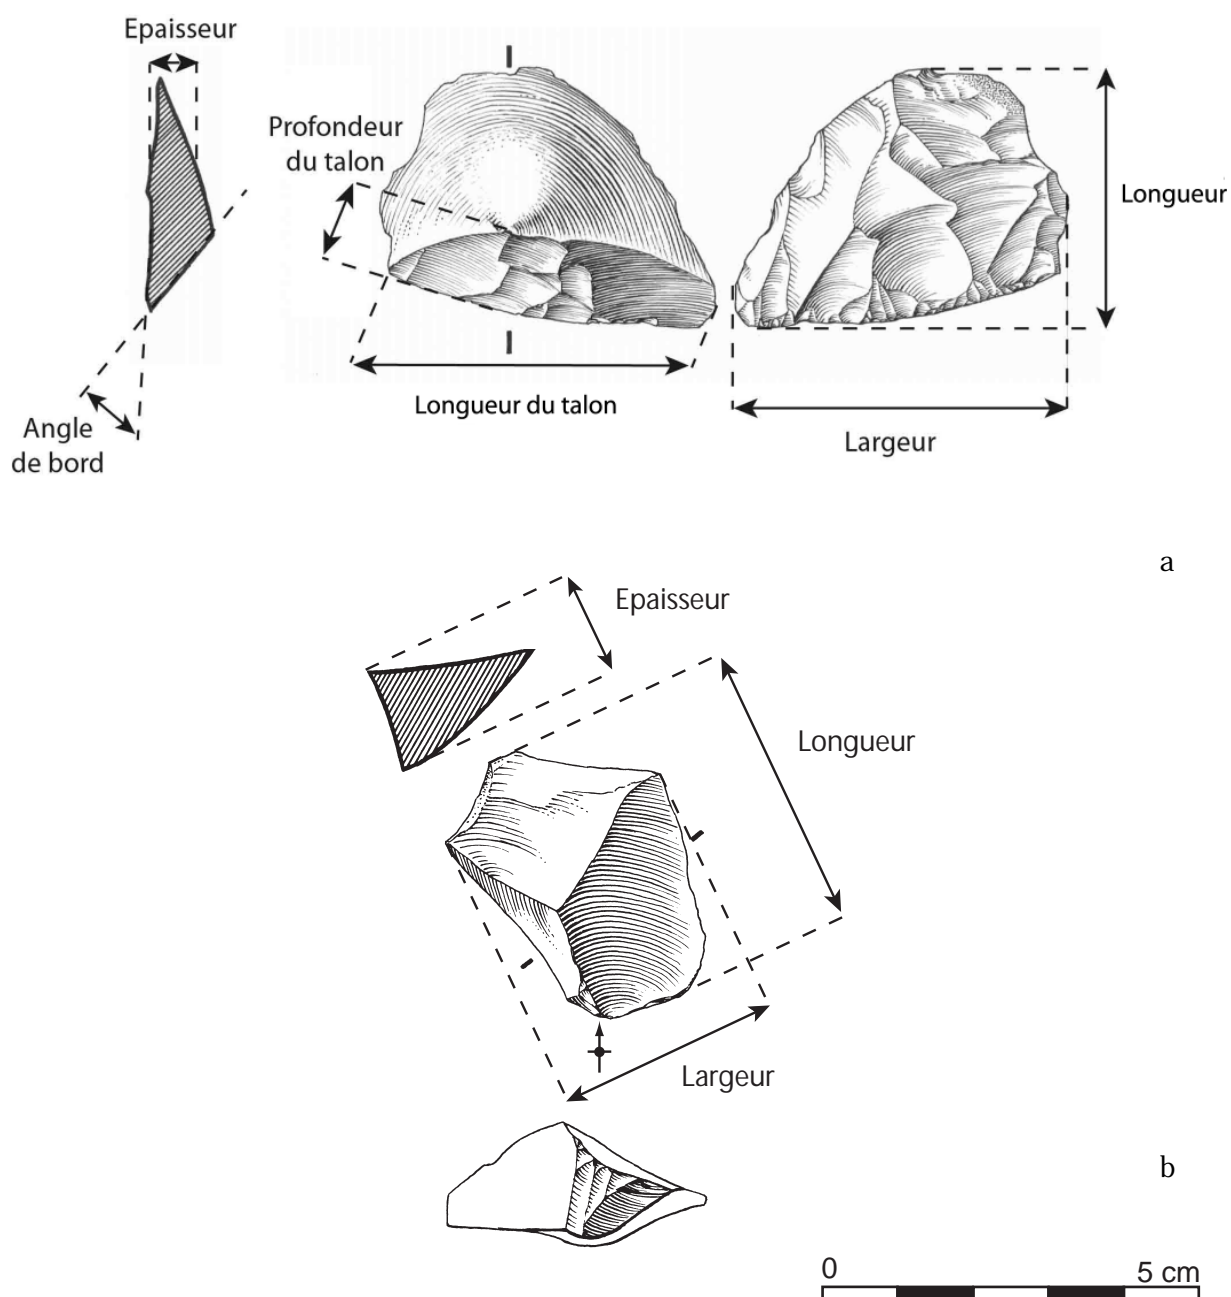 Epaisseur
Profondeur
du talon
Longueur
Longueur du talon
Angle
de bord
Largeur
a
Epaisseur
Longueur
Largeur
b
0
5 cm